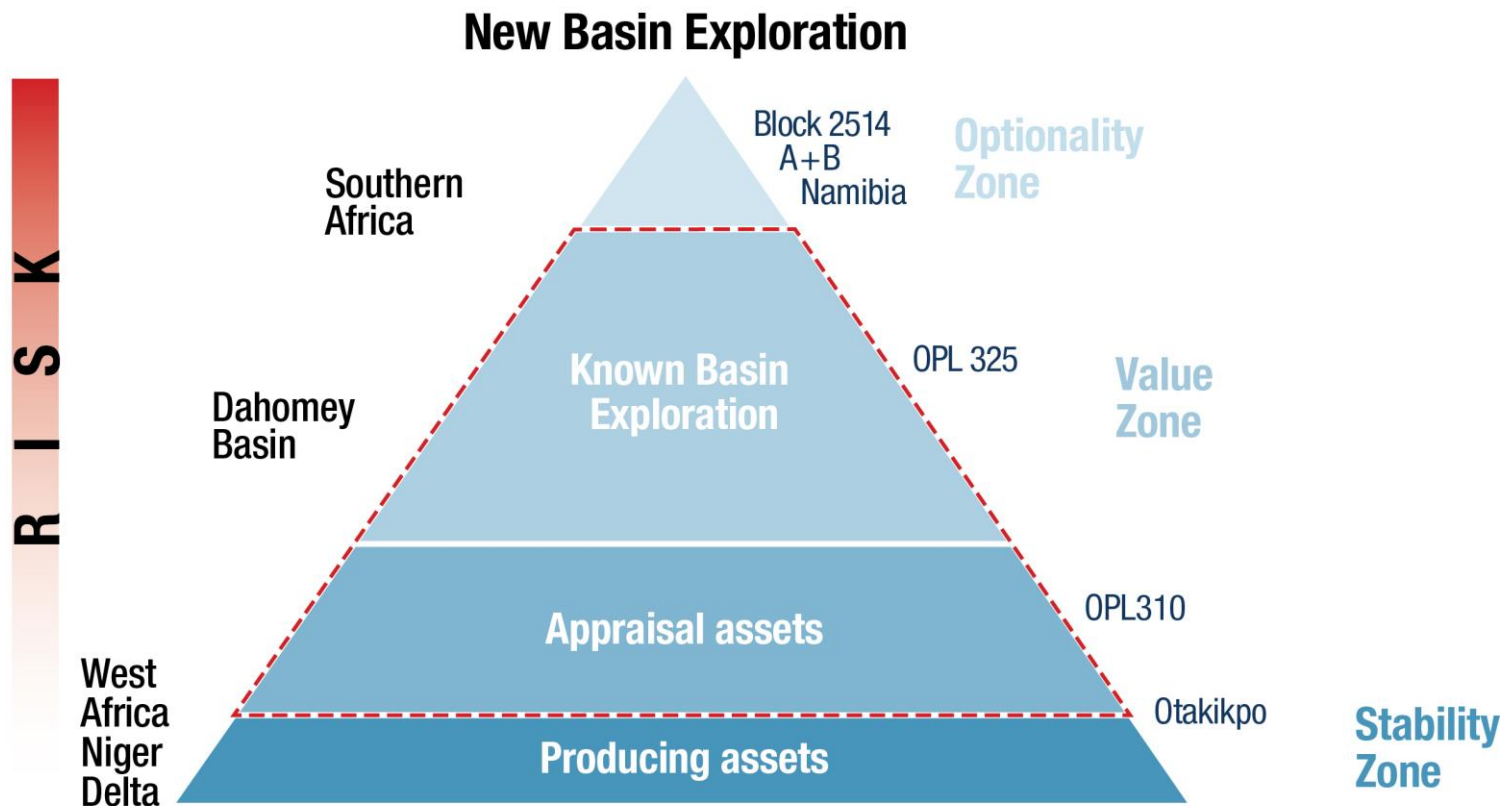 New Basin Exploration
R I S K
Southern
Africa
Block 2514
A+B
Namibia
Optionality
Zone
Dahomey
Basin
Known Basin
Exploration
OPL 325
Value
Zone
Appraisal assets
OPL310
West
Africa
Niger
Delta
Producing assets
Otakikpo
Stability
Zone